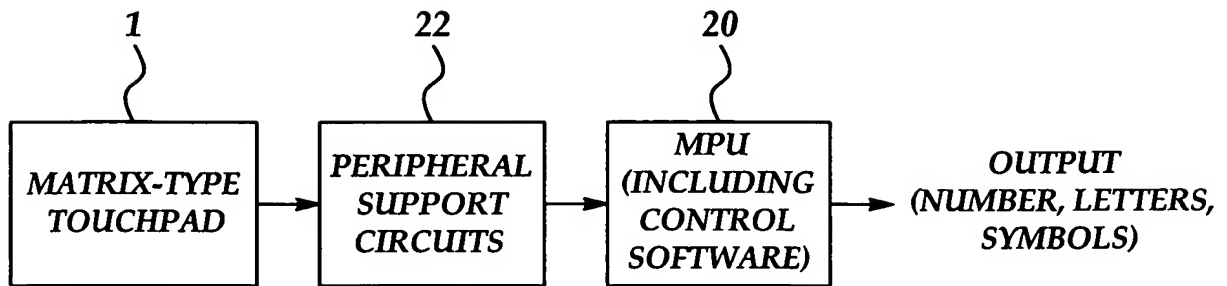 1
22
20
MATRIX-TYPE
TOUCHPAD
PERIPHERAL
SUPPORT
CIRCUITS
MPU
(INCLUDING
CONTROL
SOFTWARE)
OUTPUT
(NUMBER, LETTERS,
SYMBOLS)